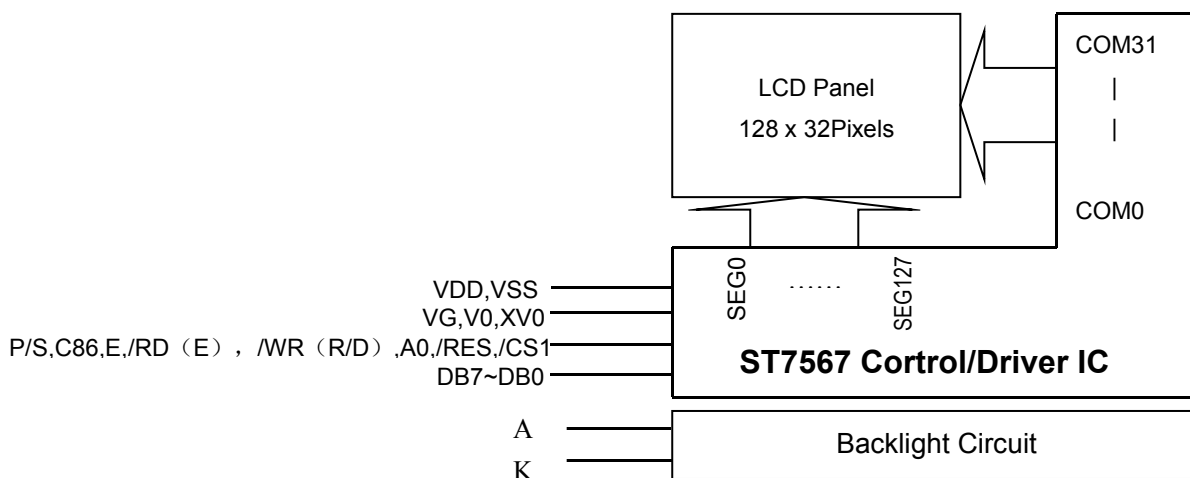 COM31
|
|
COM0
LCD Panel
128 x 32Pixels
SEG0
......
SEG127
VDD,VSS
VG,V0,XV0
P/S,C86,E,/RD（E），/WR（R/D）,A0,/RES,/CS1
DB7~DB0
ST7567 Cortrol/Driver IC
A
K
Backlight Circuit